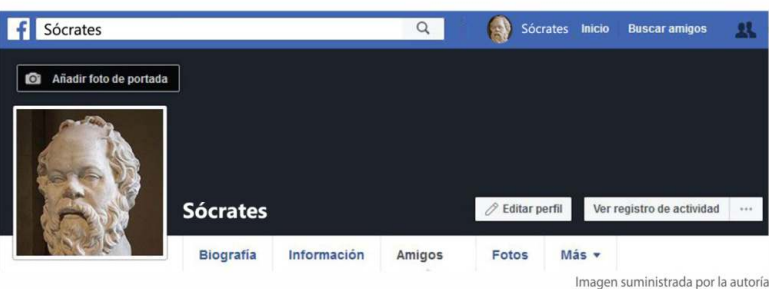 f Sócrates Sócrates Inicio Buscar amigos
Añadir foto de portada
Sócrates Editar perfil Ver registro de actividad ...
Biografía Información Amigos Fotos Más
Imagen suministrada por la autoría